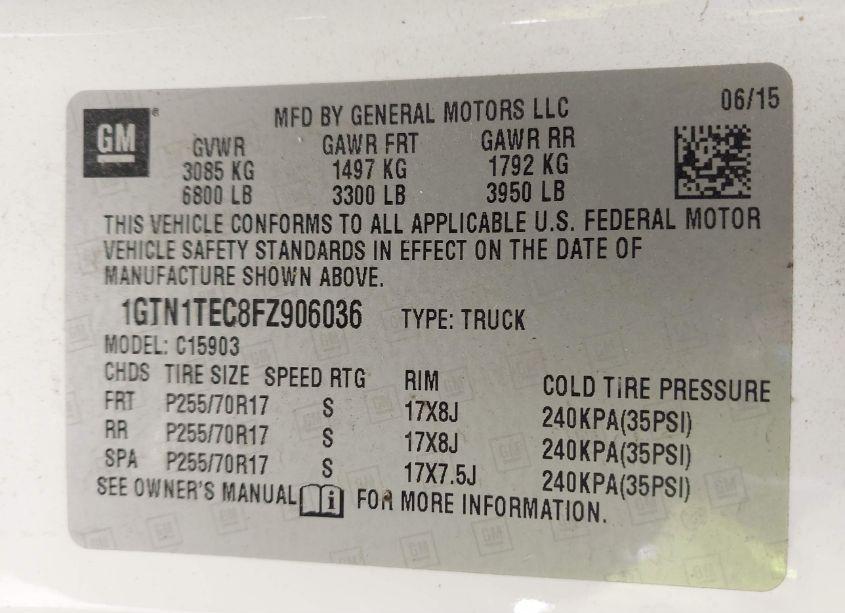 GM
®
MFD BY GENERAL MOTORS LLC 06/15
GVWR GAWR FRT GAWR RR
3085 KG 1497 KG 1792 KG
6800 LB 3300 LB 3950 LB
THIS VEHICLE CONFORMS TO ALL APPLICABLE U.S. FEDERAL MOTOR
VEHICLE SAFETY STANDARDS IN EFFECT ON THE DATE OF
MANUFACTURE SHOWN ABOVE.
1GTN1TEC8FZ906036 TYPE: TRUCK
MODEL: C15903
CHDS TIRE SIZE SPEED RTG RIM COLD TIRE PRESSURE
FRT P255/70R17 S 17X8J 240KPA(35PSI)
RR P255/70R17 S 17X8J 240KPA(35PSI)
SPA P255/70R17 S 17X7.5J 240KPA(35PSI)
SEE OWNER'S MANUAL i FOR MORE INFORMATION.